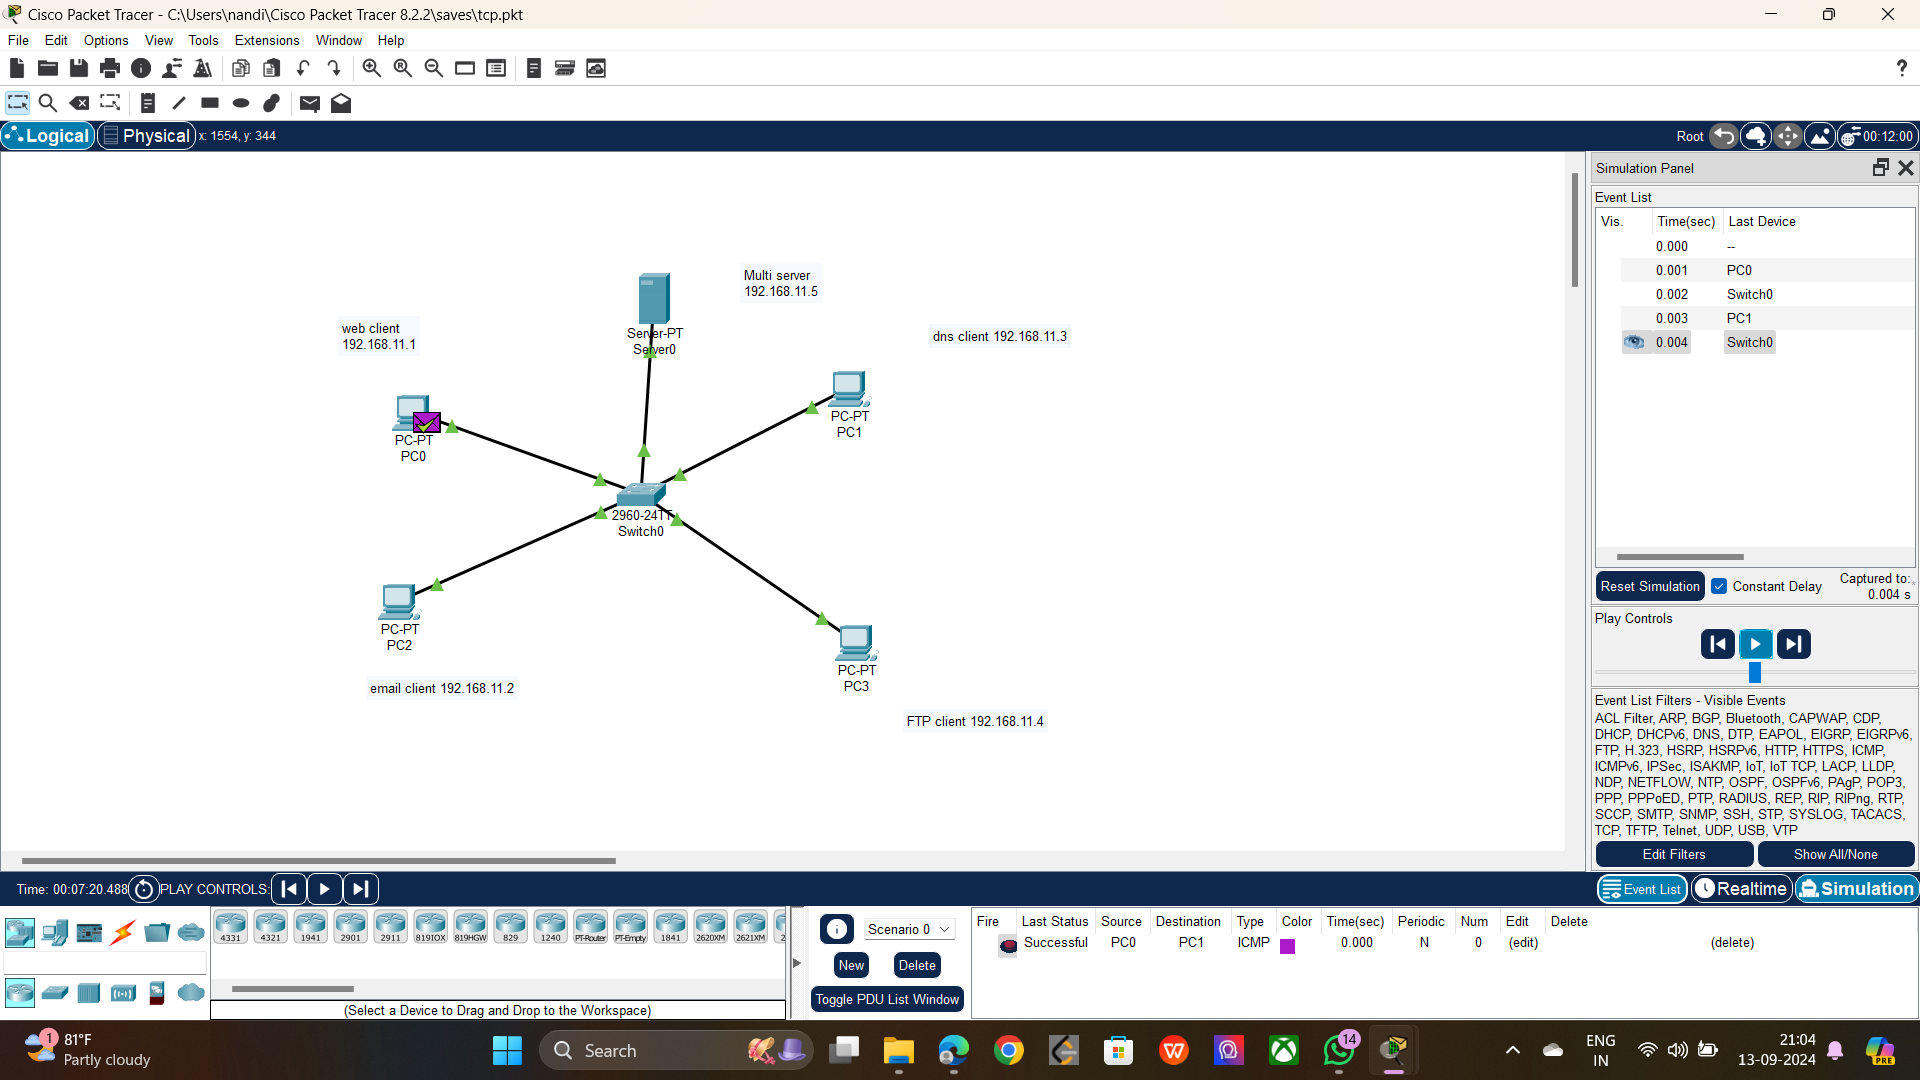 Cisco Packet Tracer - C:\Users\nandi\Cisco Packet Tracer 8.2.2\saves\tcp.pkt
File Edit Options View Tools Extensions Window Help
?
Logical Physical x: 1554, y: 344 Root 00:12:00
Simulation Panel
Event List
Vis. Time(sec) Last Device
0.000 --
0.001 PC0
0.002 Switch0
0.003 PC1
0.004 Switch0
Reset Simulation Constant Delay Captured to:
0.004 s
Play Controls
Event List Filters - Visible Events
ACL Filter, ARP, BGP, Bluetooth, CAPWAP, CDP,
DHCP, DHCPv6, DNS, DTP, EAPOL, EIGRP, EIGRPv6,
FTP, H.323, HSRP, HSRPv6, HTTP, HTTPS, ICMP,
ICMPv6, IPSec, ISAKMP, IoT, IoT TCP, LACP, LLDP,
NDP, NETFLOW, NTP, OSPF, OSPFv6, PAgP, POP3,
PPP, PPPoED, PTP, RADIUS, REP, RIP, RIPng, RTP,
SCCP, SMTP, SNMP, SSH, STP, SYSLOG, TACACS,
TCP, TFTP, Telnet, UDP, USB, VTP
Edit Filters Show All/None
Multi server
192.168.11.5
web client
192.168.11.1
Server-PT
Server0
dns client 192.168.11.3
PC-PT
PC1
PC-PT
PC0
2960-24TT
Switch0
PC-PT
PC2
PC-PT
PC3
email client 192.168.11.2
FTP client 192.168.11.4
Time: 00:07:20.488 PLAY CONTROLS: Event List Realtime Simulation
4331 4321 1941 2901 2911 819IOX 819HGW 829 1240 PT-Router PT-Empty 1841 2620XM 2621XM 2
(Select a Device to Drag and Drop to the Workspace)
Scenario 0
New Delete
Toggle PDU List Window
Fire Last Status Source Destination Type Color Time(sec) Periodic Num Edit Delete
Successful PC0 PC1 ICMP 0.000 N 0 (edit) (delete)
1
81°F
Partly cloudy
Search
14
PRE
ENG
IN
21:04
13-09-2024